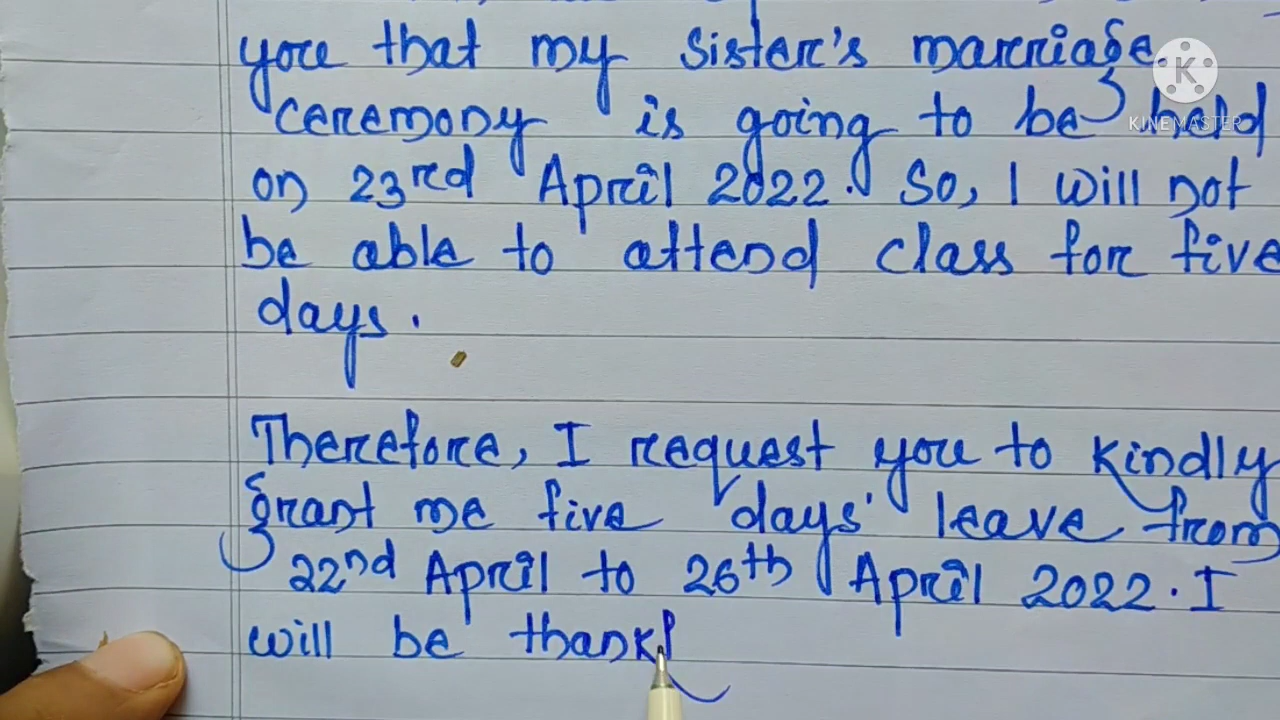 you that my sister's marriage
K
KINEMASTER
ceremony is going to be held
on 23rd April 2022. So, I will not
be able to attend class for five
days.
Therefore, I request you to kindly
grant me five days' leave from
22nd April to 26th April 2022. I
will be thankf